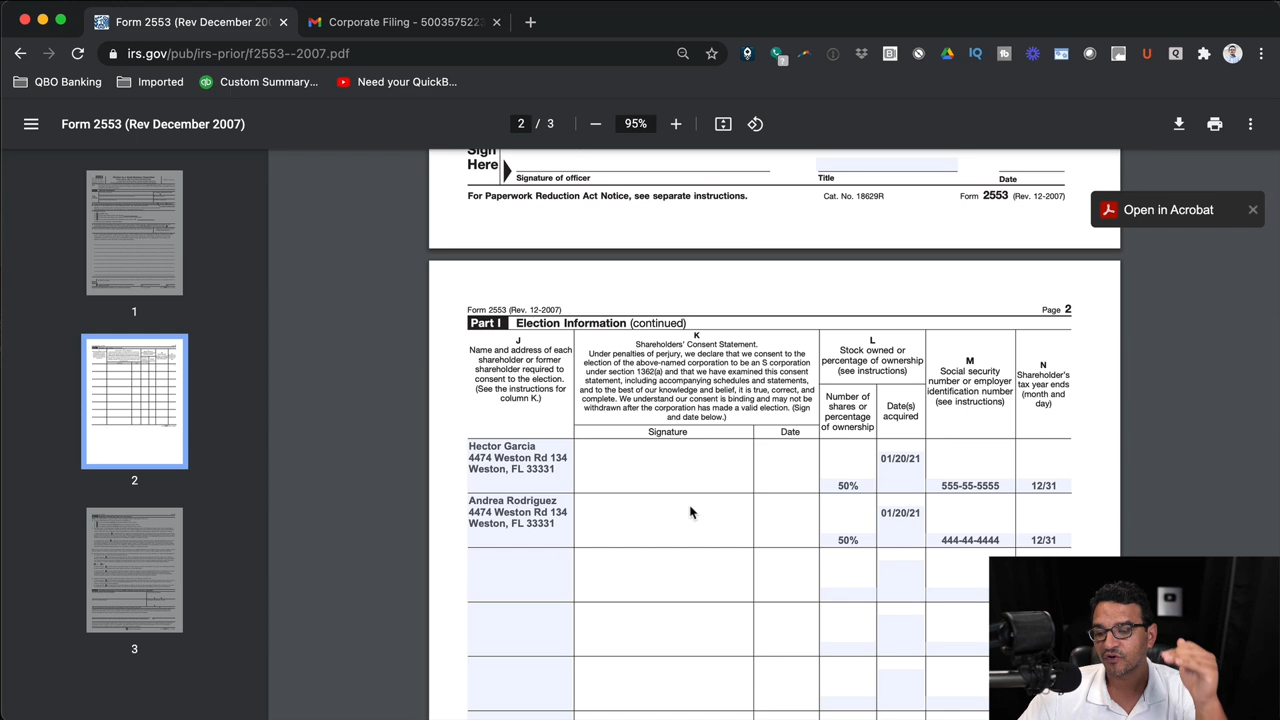 Form 2553 (Rev December 200
Corporate Filing - 5003575223
irs.gov/pub/irs-prior/f2553--2007.pdf
QBO Banking
Imported
Custom Summary...
Need your QuickB...
Form 2553 (Rev December 2007)
2 / 3
95%
Open in Acrobat
1
2
3
Sign
Here
Signature of officer
Title
Date
For Paperwork Reduction Act Notice, see separate instructions.
Cat. No. 18629R
Form 2553 (Rev. 12-2007)
Form 2553 (Rev. 12-2007)
Page 2
Part I Election Information (continued)
J
Name and address of each
shareholder or former
shareholder required to
consent to the election.
(See the instructions for
column K.)
K
Shareholders' Consent Statement.
Under penalties of perjury, we declare that we consent to the
election of the above-named corporation to be an S corporation
under section 1362(a) and that we have examined this consent
statement, including accompanying schedules and statements,
and to the best of our knowledge and belief, it is true, correct, and
complete. We understand our consent is binding and may not be
withdrawn after the corporation has made a valid election. (Sign
and date below.)
Signature
Date
L
Stock owned or
percentage of ownership
(see instructions)
Number of
shares or
percentage
of ownership
Date(s)
acquired
M
Social security
number or employer
identification number
(see instructions)
N
Shareholder's
tax year ends
(month and
day)
Hector Garcia
4474 Weston Rd 134
Weston, FL 33331
50%
01/20/21
555-55-5555
12/31
Andrea Rodriguez
4474 Weston Rd 134
Weston, FL 33331
50%
01/20/21
444-44-4444
12/31